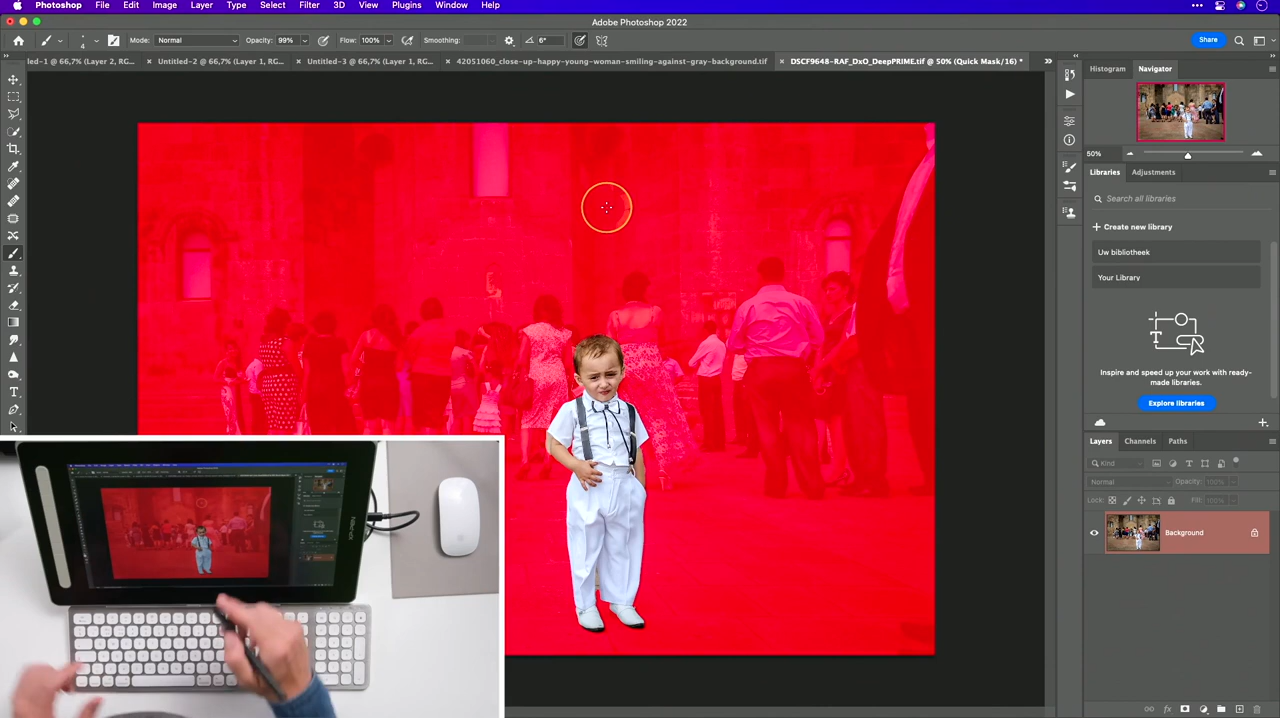 Photoshop File Edit Image Layer Type Select Filter 3D View Plugins Window Help
Adobe Photoshop 2022
4 Mode: Normal Opacity: 99% Flow: 100% Smoothing: 6° Share
led-1 @ 66,7% (Layer 2, RG... × Untitled-2 @ 66,7% (Layer 1, RG... × Untitled-3 @ 66,7% (Layer 1, RG... × 42051060_close-up-happy-young-woman-smiling-against-gray-background.tif × DSCF9648-RAF_DxO_DeepPRIME.tif @ 50% (Quick Mask/16) *
Histogram Navigator
50%
Libraries Adjustments
Search all libraries
Create new library
Uw bibliotheek
Your Library
Inspire and speed up your work with ready-
made libraries.
Explore libraries
Layers Channels Paths
Kind
Normal Opacity: 100%
Lock: Fill: 100%
Background